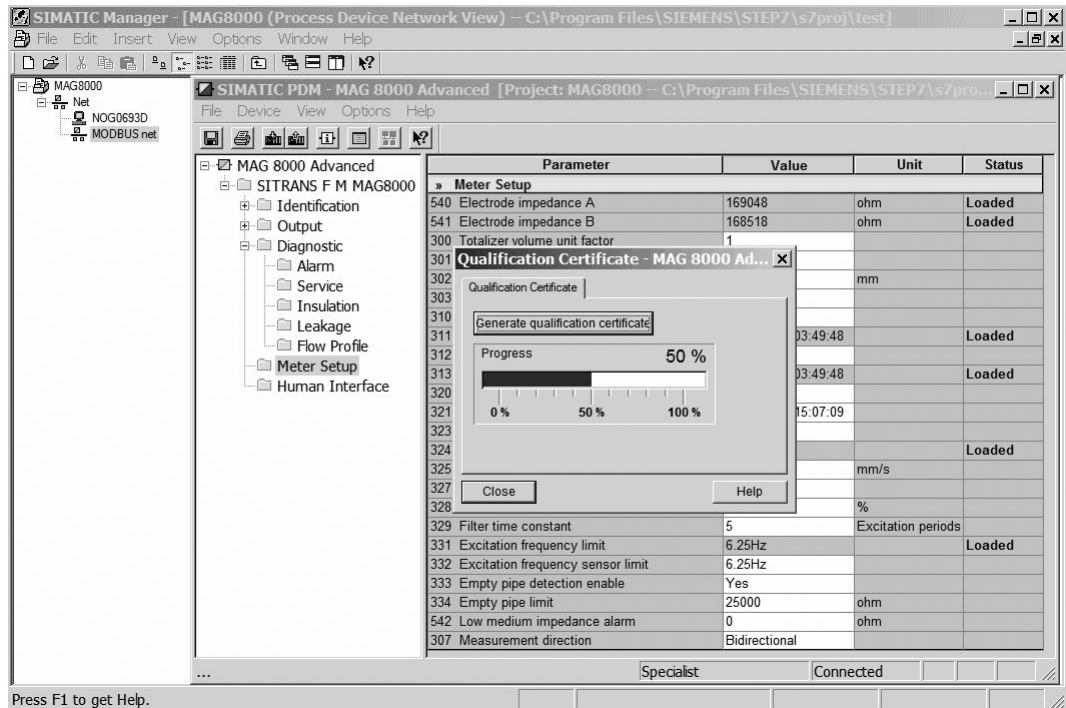 SIMATIC Manager - [MAG8000 (Process Device Network View) -- C:\Program Files\SIEMENS\STEP7\s7proj\test]
File Edit Insert View Options Window Help
MAG8000
Net
NOG0693D
MODBUS net
SIMATIC PDM - MAG 8000 Advanced [Project: MAG8000 -- C:\Program Files\SIEMENS\STEP7\s7pro...
File Device View Options Help
MAG 8000 Advanced
SITRANS F M MAG8000
Identification
Output
Diagnostic
Alarm
Service
Insulation
Leakage
Flow Profile
Meter Setup
Human Interface
Parameter Value Unit Status
» Meter Setup
540 Electrode impedance A 169048 ohm Loaded
541 Electrode impedance B 168518 ohm Loaded
300 Totalizer volume unit factor 1
301
302 mm
303
310
311 03:49:48 Loaded
312
313 03:49:48 Loaded
320
321 15:07:09
323
324 Loaded
325 mm/s
327
328 %
329 Filter time constant 5 Excitation periods
331 Excitation frequency limit 6.25Hz Loaded
332 Excitation frequency sensor limit 6.25Hz
333 Empty pipe detection enable Yes
334 Empty pipe limit 25000 ohm
542 Low medium impedance alarm 0 ohm
307 Measurement direction Bidirectional
Qualification Certificate - MAG 8000 Ad...
Qualification Certificate
Generate qualification certificate
Progress 50 %
0 % 50 % 100 %
Close Help
... Specialist Connected
Press F1 to get Help.